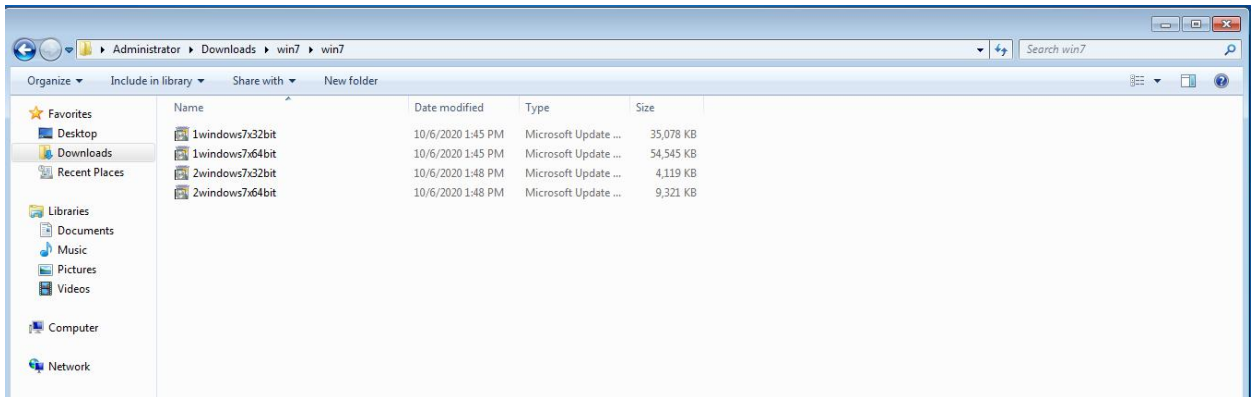 Administrator Downloads win7 win7 Search win7
Organize Include in library Share with New folder
Favorites
Desktop
Downloads
Recent Places
Libraries
Documents
Music
Pictures
Videos
Computer
Network
Name Date modified Type Size
1windows7x32bit 10/6/2020 1:45 PM Microsoft Update ... 35,078 KB
1windows7x64bit 10/6/2020 1:45 PM Microsoft Update ... 54,545 KB
2windows7x32bit 10/6/2020 1:48 PM Microsoft Update ... 4,119 KB
2windows7x64bit 10/6/2020 1:48 PM Microsoft Update ... 9,321 KB